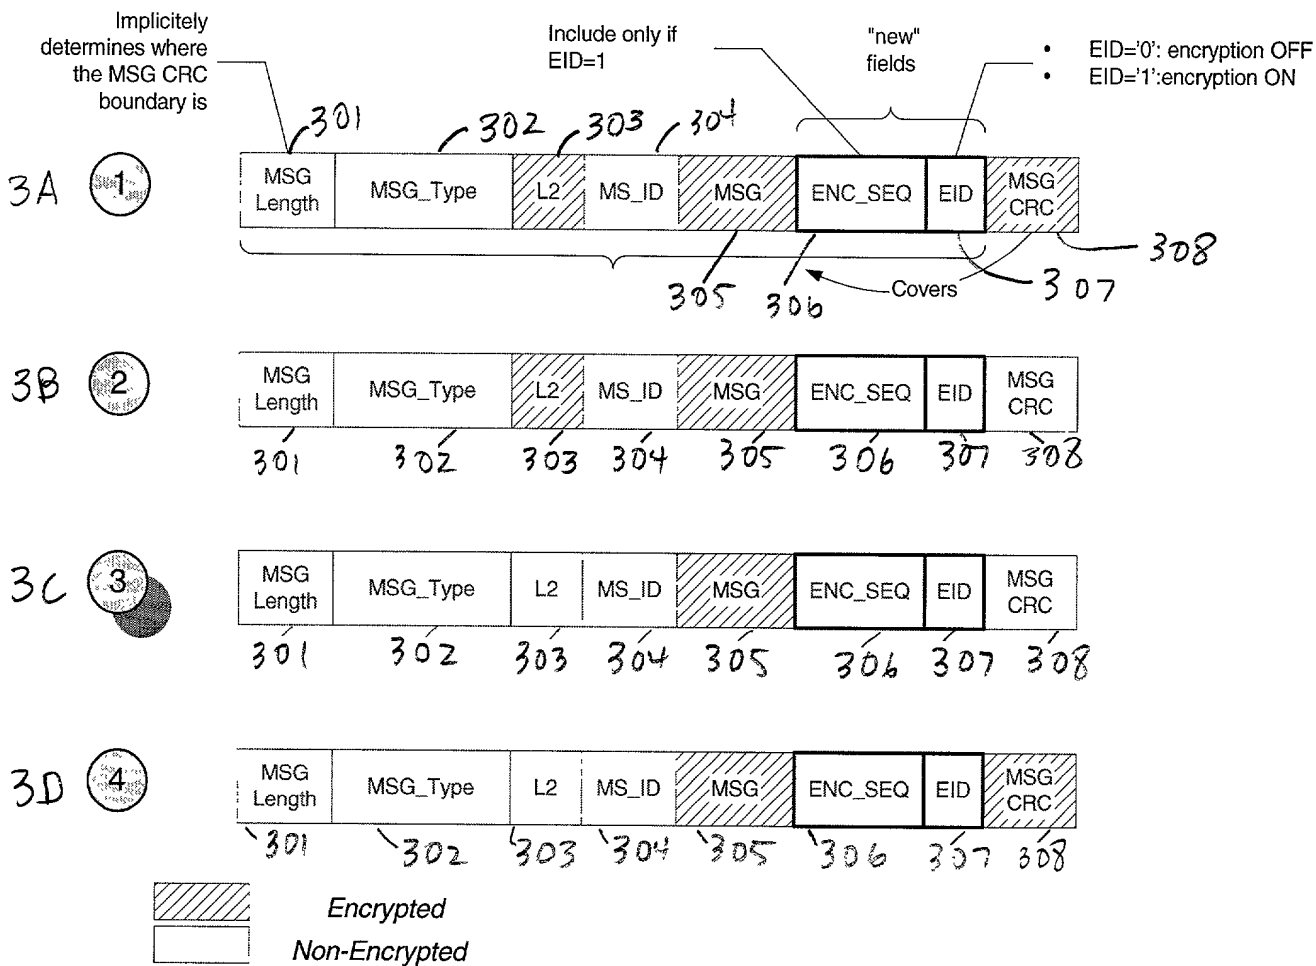 Implicitely
determines where
the MSG CRC
boundary is
Include only if
EID=1
"new"
fields
• EID='0': encryption OFF
• EID='1':encryption ON
301 302 303 304
3A 1 MSG Length MSG_Type L2 MS_ID MSG ENC_SEQ EID MSG CRC
305 306 Covers 307 308
3B 2 MSG Length MSG_Type L2 MS_ID MSG ENC_SEQ EID MSG CRC
301 302 303 304 305 306 307 308
3C 3 MSG Length MSG_Type L2 MS_ID MSG ENC_SEQ EID MSG CRC
301 302 303 304 305 306 307 308
3D 4 MSG Length MSG_Type L2 MS_ID MSG ENC_SEQ EID MSG CRC
301 302 303 304 305 306 307 308
Encrypted
Non-Encrypted